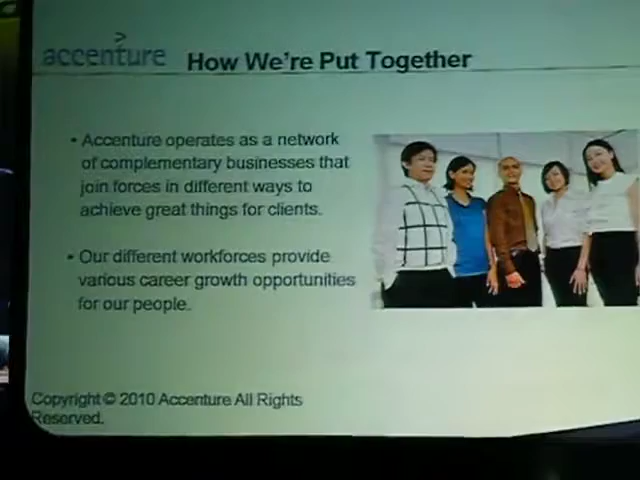 accenture
How We're Put Together
• Accenture operates as a network
of complementary businesses that
join forces in different ways to
achieve great things for clients.
• Our different workforces provide
various career growth opportunities
for our people.
Copyright © 2010 Accenture All Rights
Reserved.